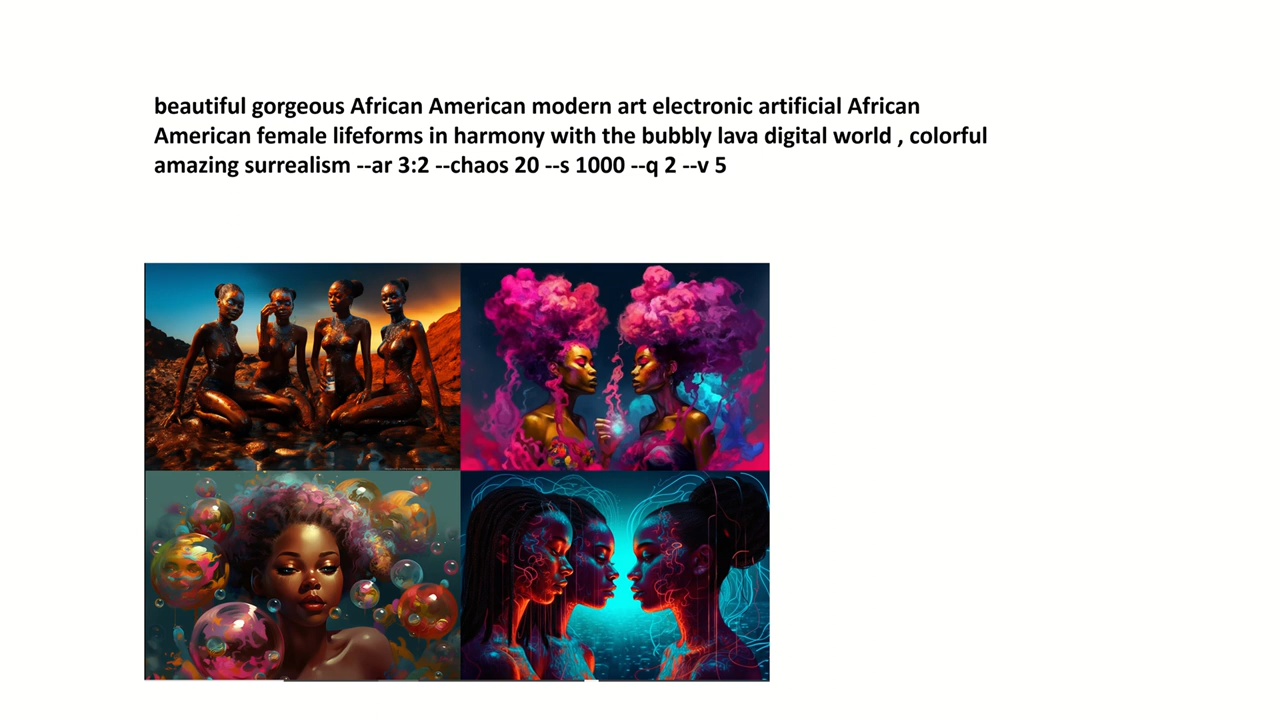 beautiful gorgeous African American modern art electronic artificial African
American female lifeforms in harmony with the bubbly lava digital world , colorful
amazing surrealism --ar 3:2 --chaos 20 --s 1000 --q 2 --v 5